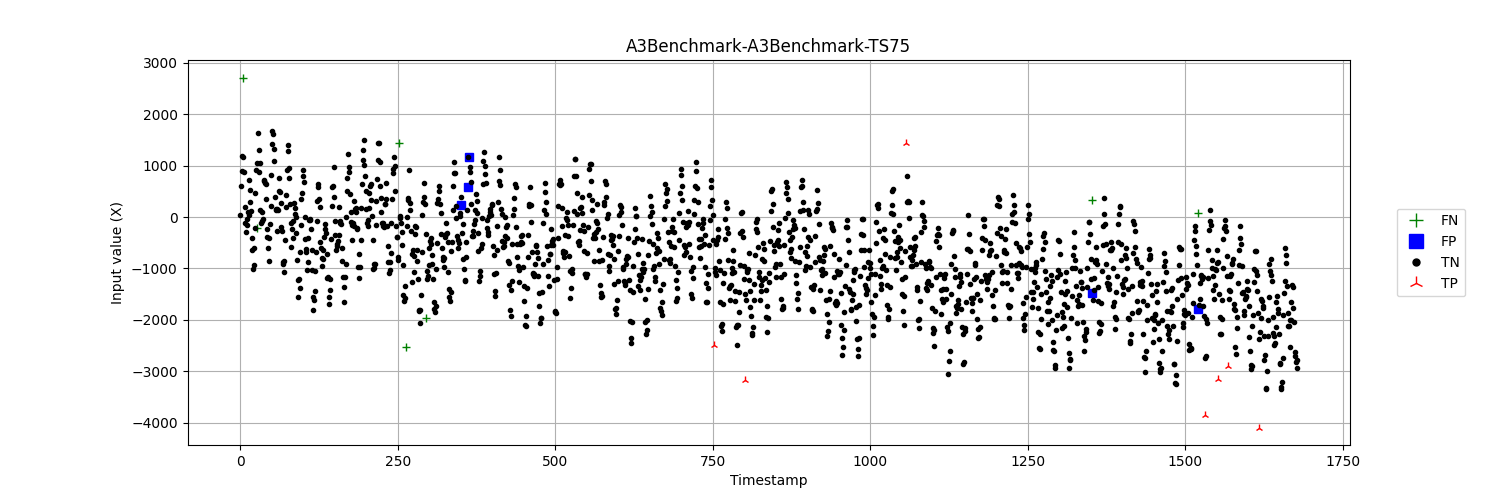 A3Benchmark-A3Benchmark-TS75
3000
2000
1000
0
−1000
−2000
−3000
−4000
Input value (X)
0
250
500
750
1000
1250
1500
1750
Timestamp
FN
FP
TN
TP